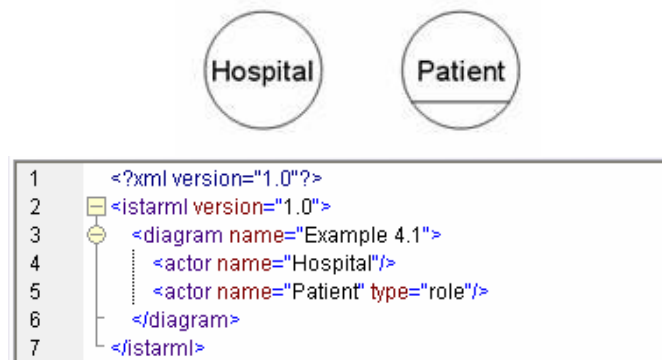 Hospital Patient
1 <?xml version="1.0"?>
2 <istarml version="1.0">
3 <diagram name="Example 4.1">
4 <actor name="Hospital"/>
5 <actor name="Patient" type="role"/>
6 </diagram>
7 </istarml>